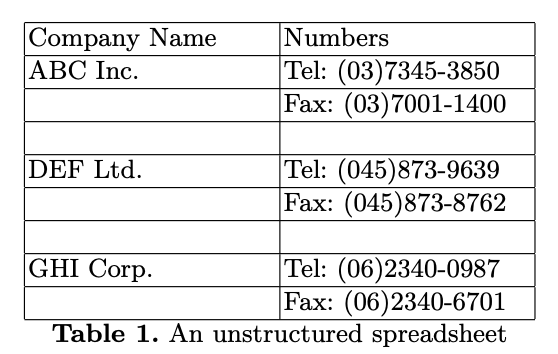 Company Name Numbers
ABC Inc. Tel: (03)7345-3850
Fax: (03)7001-1400
DEF Ltd. Tel: (045)873-9639
Fax: (045)873-8762
GHI Corp. Tel: (06)2340-0987
Fax: (06)2340-6701
Table 1. An unstructured spreadsheet